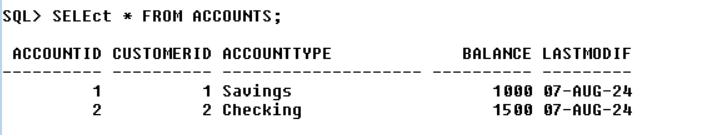 SQL> SELEct * FROM ACCOUNTS;
ACCOUNTID CUSTOMERID ACCOUNTTYPE BALANCE LASTMODIF
---------- ---------- -------------------- ---------- ---------
1 1 Savings 1000 07-AUG-24
2 2 Checking 1500 07-AUG-24